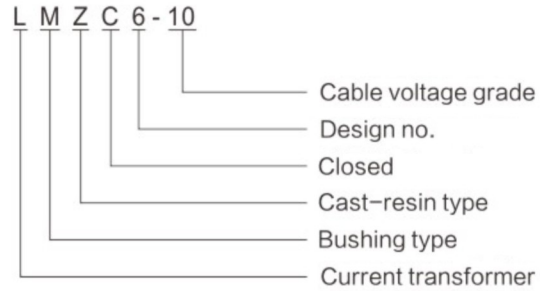 L M Z C 6 - 10
Cable voltage grade
Design no.
Closed
Cast-resin type
Bushing type
Current transformer